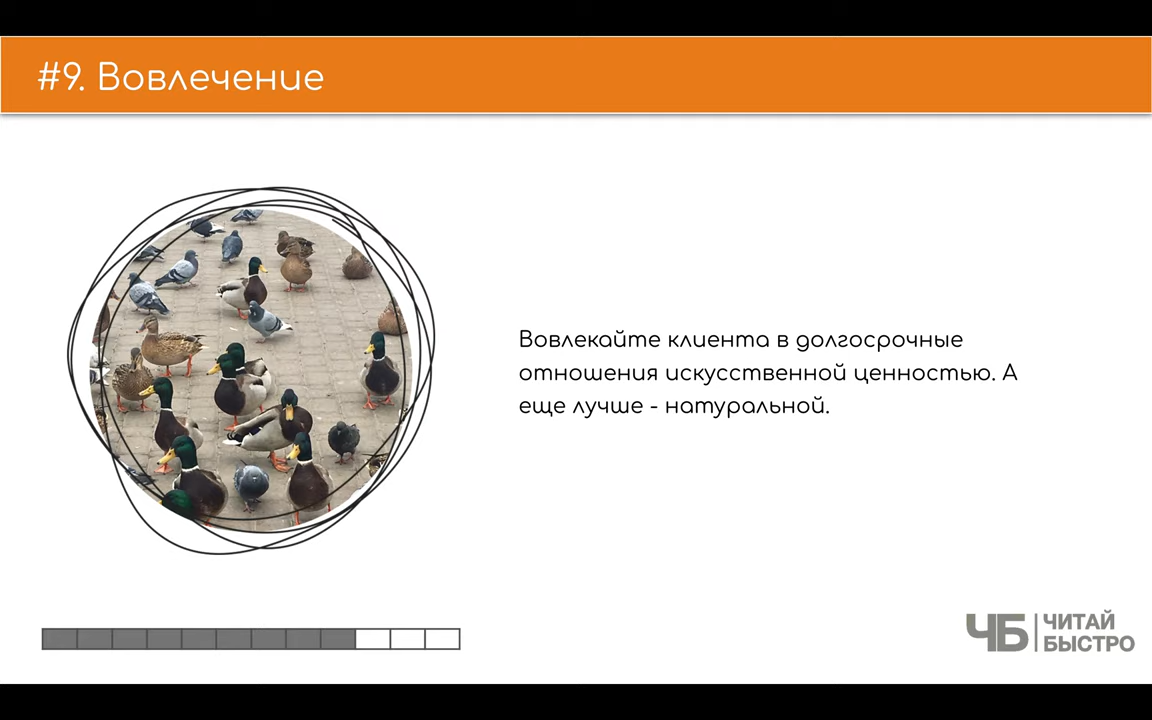 #9. Вовлечение
Вовлекайте клиента в долгосрочные
отношения искусственной ценностью. А
еще лучше - натуральной.
ЧБ
ЧИТАЙ
БЫСТРО